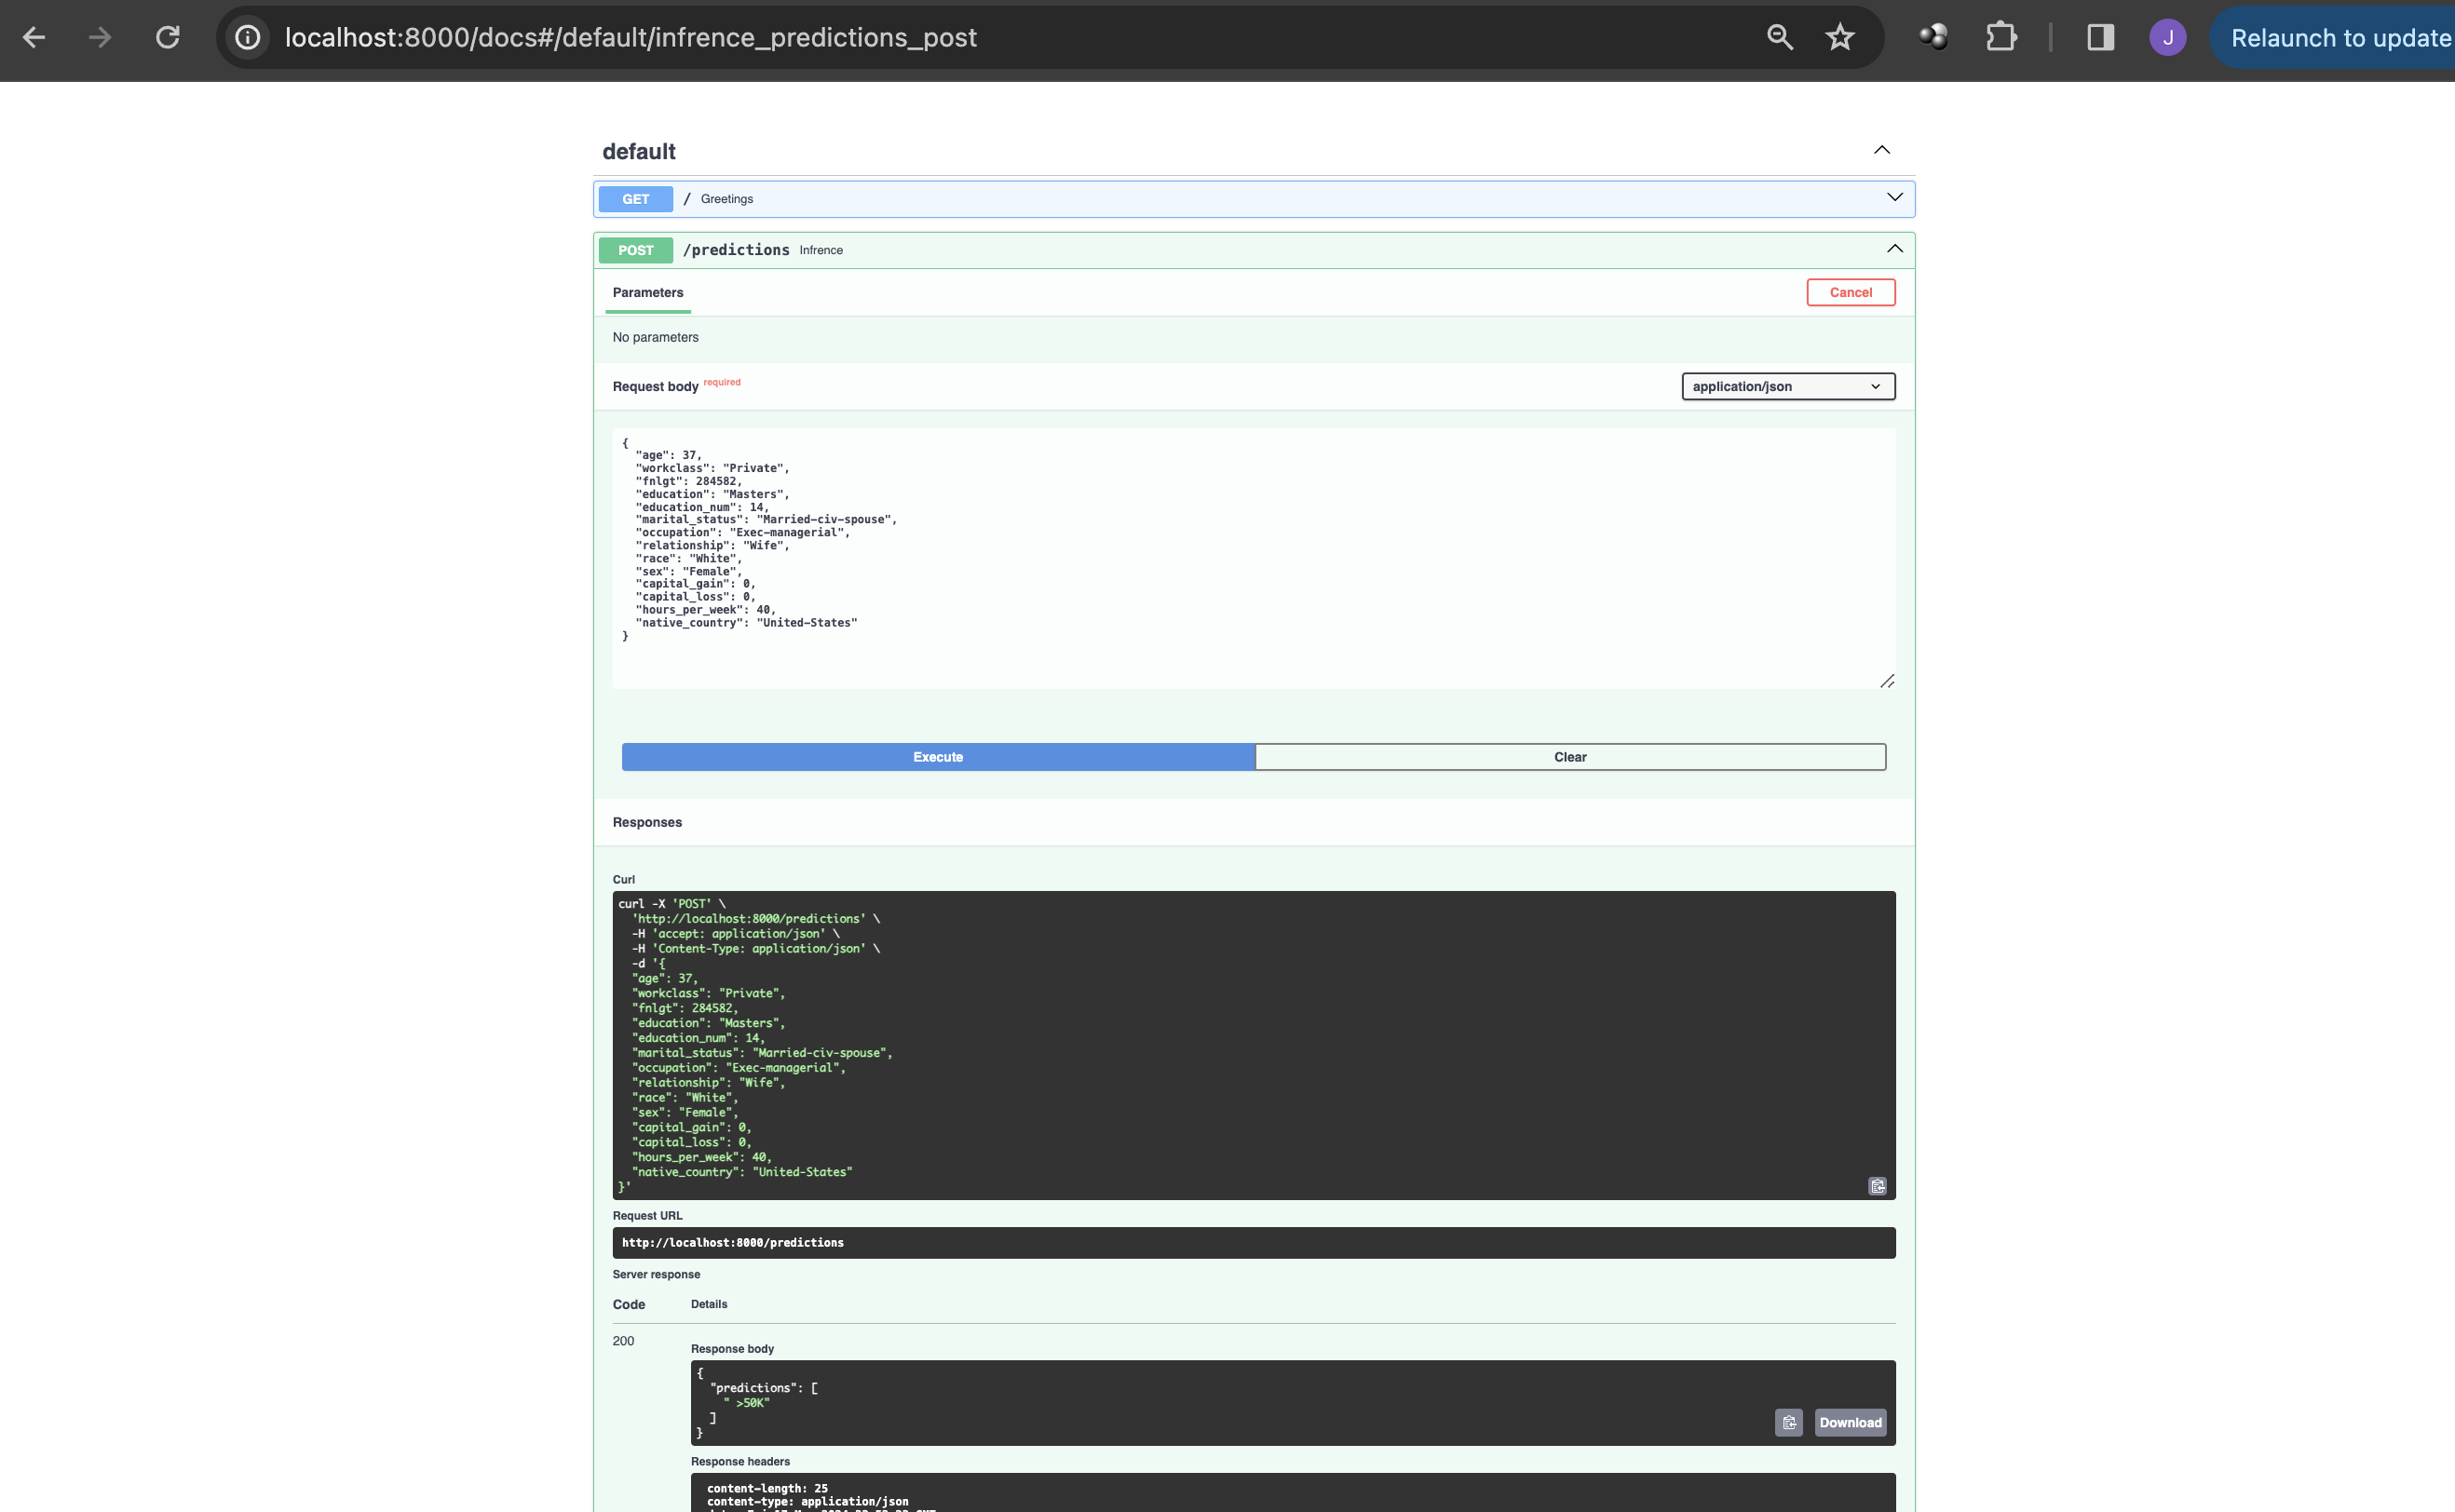 localhost:8000/docs#/default/infrence_predictions_post
J
Relaunch to update
default
GET / Greetings
POST /predictions Infrence
Parameters
Cancel
No parameters
Request body required
application/json
{
"age": 37,
"workclass": "Private",
"fnlgt": 284582,
"education": "Masters",
"education_num": 14,
"marital_status": "Married-civ-spouse",
"occupation": "Exec-managerial",
"relationship": "Wife",
"race": "White",
"sex": "Female",
"capital_gain": 0,
"capital_loss": 0,
"hours_per_week": 40,
"native_country": "United-States"
}
Execute
Clear
Responses
Curl
curl -X 'POST' \
'http://localhost:8000/predictions' \
-H 'accept: application/json' \
-H 'Content-Type: application/json' \
-d '{
"age": 37,
"workclass": "Private",
"fnlgt": 284582,
"education": "Masters",
"education_num": 14,
"marital_status": "Married-civ-spouse",
"occupation": "Exec-managerial",
"relationship": "Wife",
"race": "White",
"sex": "Female",
"capital_gain": 0,
"capital_loss": 0,
"hours_per_week": 40,
"native_country": "United-States"
}'
Request URL
http://localhost:8000/predictions
Server response
Code Details
200
Response body
{
"predictions": [
" >50K"
]
}
Download
Response headers
content-length: 25
content-type: application/json